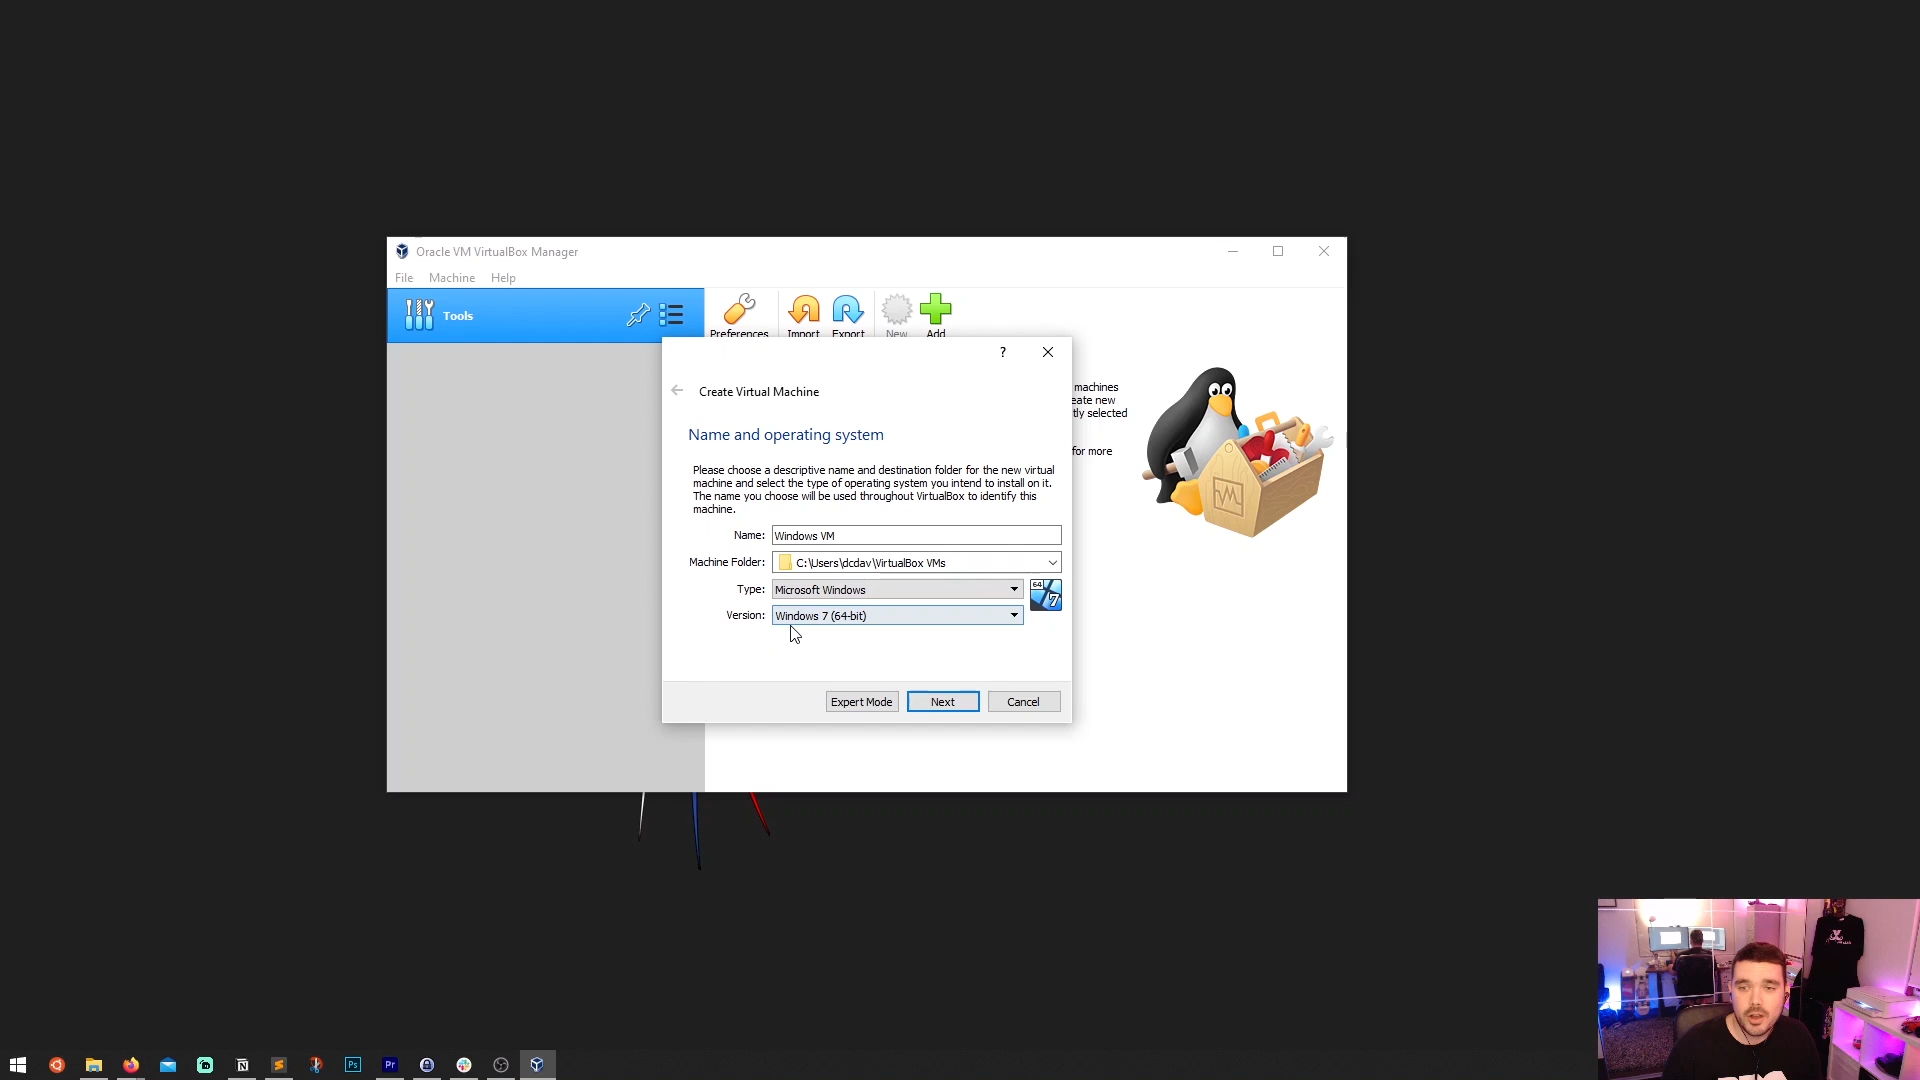 Oracle VM VirtualBox Manager
File Machine Help
Tools
Preferences Import Export New Add
machines
eate new
tly selected
for more
?
Create Virtual Machine
Name and operating system
Please choose a descriptive name and destination folder for the new virtual
machine and select the type of operating system you intend to install on it.
The name you choose will be used throughout VirtualBox to identify this
machine.
Name: Windows VM
Machine Folder: C:\Users\dcdav\VirtualBox VMs
Type: Microsoft Windows
64
7
Version: Windows 7 (64-bit)
Expert Mode Next Cancel
Ps
Pr